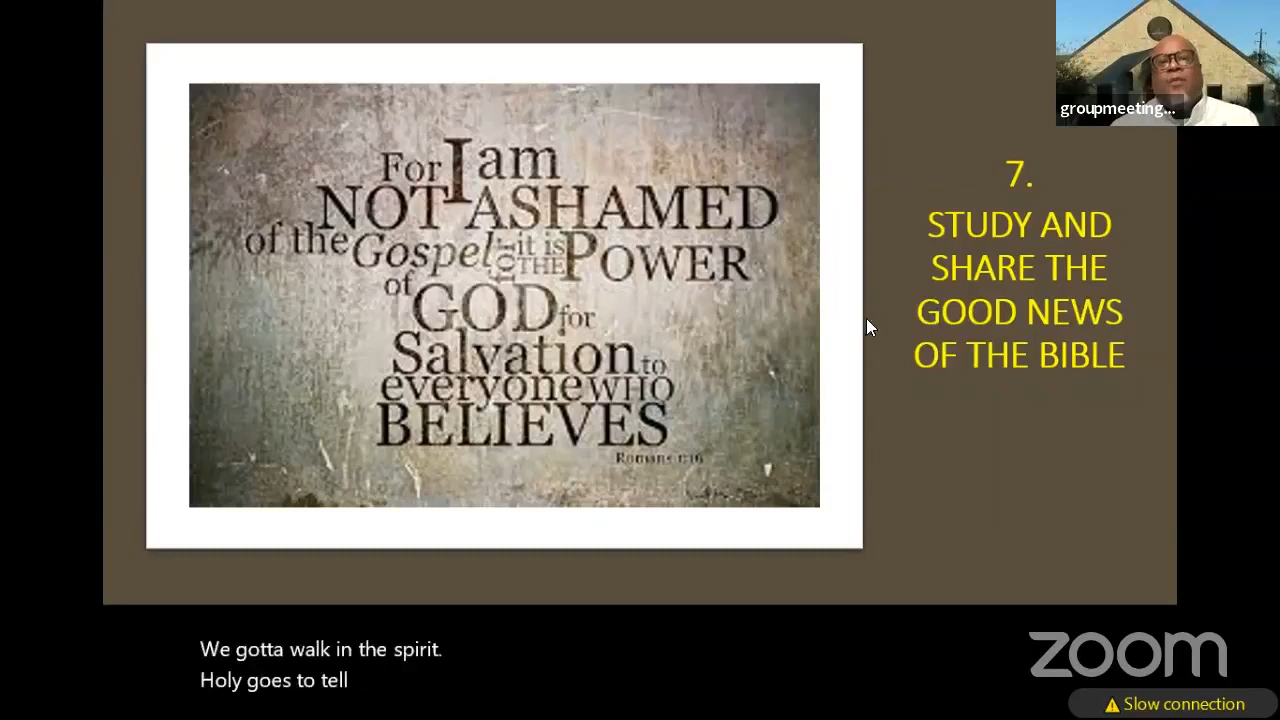 For I am
NOT ASHAMED
of the Gospel for it is THE POWER
of GOD for
Salvation to
everyone WHO
BELIEVES
Romans 1:16
groupmeeting...
7.
STUDY AND
SHARE THE
GOOD NEWS
OF THE BIBLE
We gotta walk in the spirit.
Holy goes to tell
zoom
Slow connection